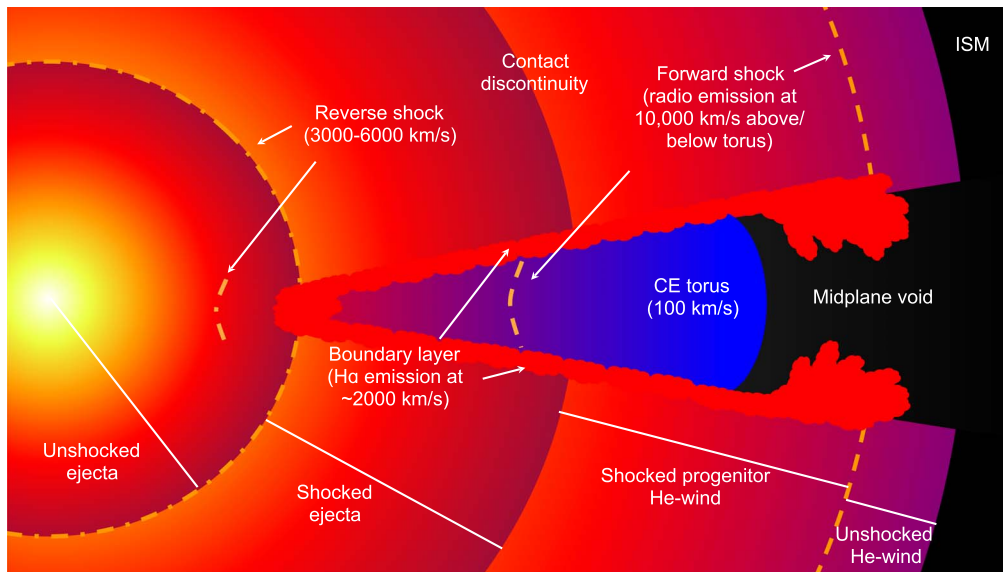 ISM
Contact
discontinuity
Forward shock
(radio emission at
10,000 km/s above/
below torus)
Reverse shock
(3000-6000 km/s)
CE torus
(100 km/s)
Midplane void
Boundary layer
(Hα emission at
~2000 km/s)
Unshocked
ejecta
Shocked
ejecta
Shocked progenitor
He-wind
Unshocked
He-wind